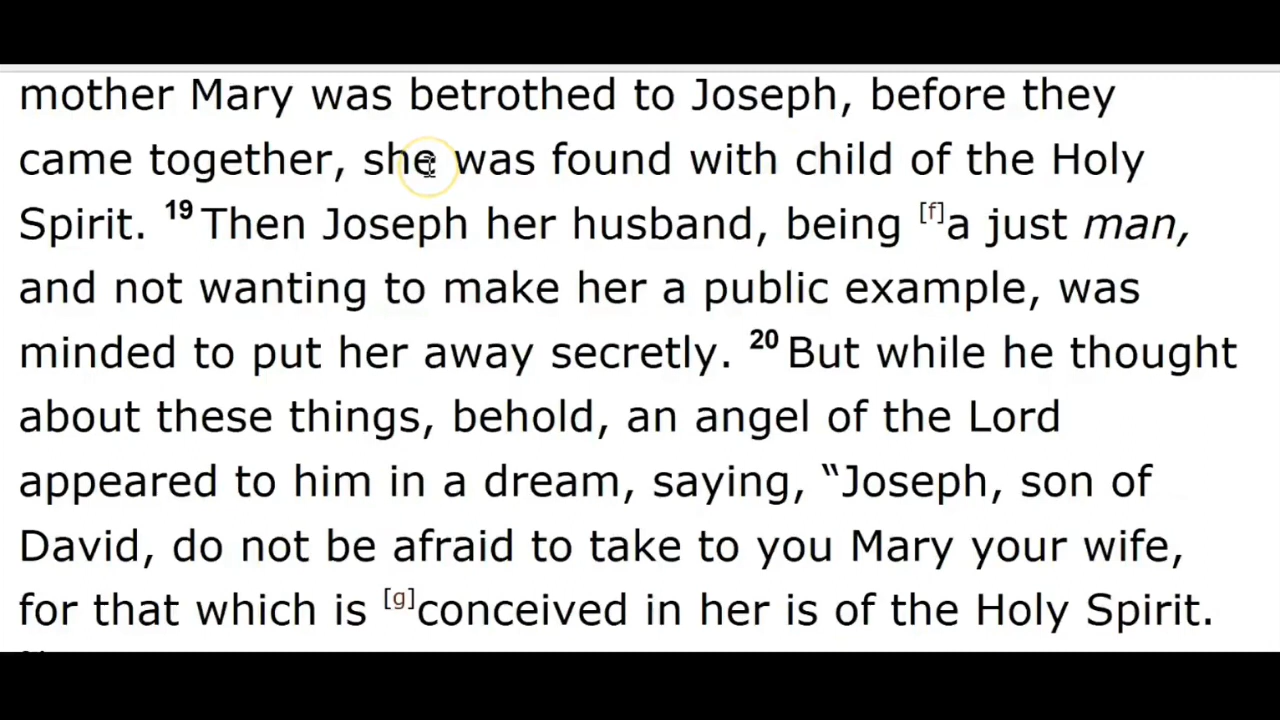 mother Mary was betrothed to Joseph, before they
came together, she was found with child of the Holy
Spirit. 19 Then Joseph her husband, being [f]a just man,
and not wanting to make her a public example, was
minded to put her away secretly. 20 But while he thought
about these things, behold, an angel of the Lord
appeared to him in a dream, saying, “Joseph, son of
David, do not be afraid to take to you Mary your wife,
for that which is [g]conceived in her is of the Holy Spirit.